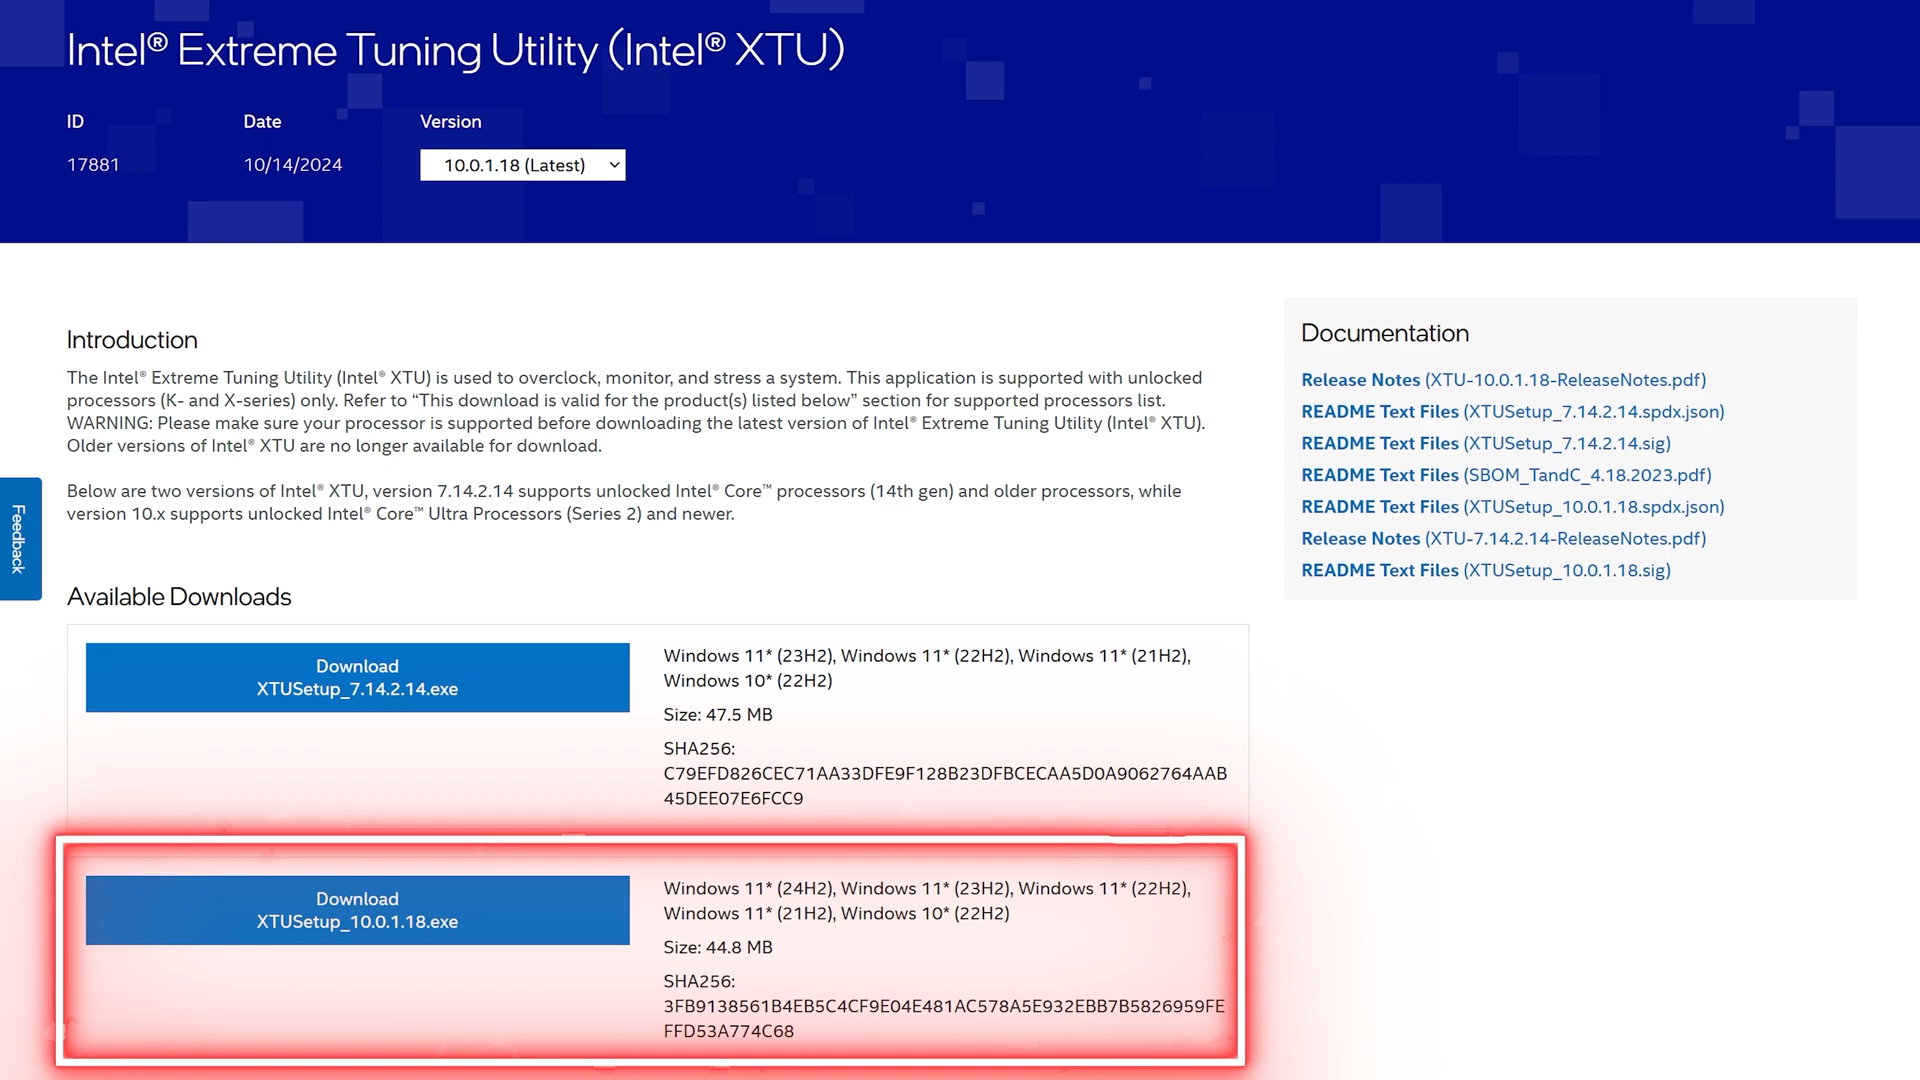 Intel® Extreme Tuning Utility (Intel® XTU)
ID
Date
Version
17881
10/14/2024
10.0.1.18 (Latest)
Introduction
The Intel® Extreme Tuning Utility (Intel® XTU) is used to overclock, monitor, and stress a system. This application is supported with unlocked
processors (K- and X-series) only. Refer to “This download is valid for the product(s) listed below” section for supported processors list.
WARNING: Please make sure your processor is supported before downloading the latest version of Intel® Extreme Tuning Utility (Intel® XTU).
Older versions of Intel® XTU are no longer available for download.
Below are two versions of Intel® XTU, version 7.14.2.14 supports unlocked Intel® Core™ processors (14th gen) and older processors, while
version 10.x supports unlocked Intel® Core™ Ultra Processors (Series 2) and newer.
Documentation
Release Notes (XTU-10.0.1.18-ReleaseNotes.pdf)
README Text Files (XTUSetup_7.14.2.14.spdx.json)
README Text Files (XTUSetup_7.14.2.14.sig)
README Text Files (SBOM_TandC_4.18.2023.pdf)
README Text Files (XTUSetup_10.0.1.18.spdx.json)
Release Notes (XTU-7.14.2.14-ReleaseNotes.pdf)
README Text Files (XTUSetup_10.0.1.18.sig)
Feedback
Available Downloads
Download
XTUSetup_7.14.2.14.exe
Windows 11* (23H2), Windows 11* (22H2), Windows 11* (21H2),
Windows 10* (22H2)
Size: 47.5 MB
SHA256:
C79EFD826CEC71AA33DFE9F128B23DFBCECAA5D0A9062764AAB
45DEE07E6FCC9
Download
XTUSetup_10.0.1.18.exe
Windows 11* (24H2), Windows 11* (23H2), Windows 11* (22H2),
Windows 11* (21H2), Windows 10* (22H2)
Size: 44.8 MB
SHA256:
3FB9138561B4EB5C4CF9E04E481AC578A5E932EBB7B5826959FE
FFD53A774C68